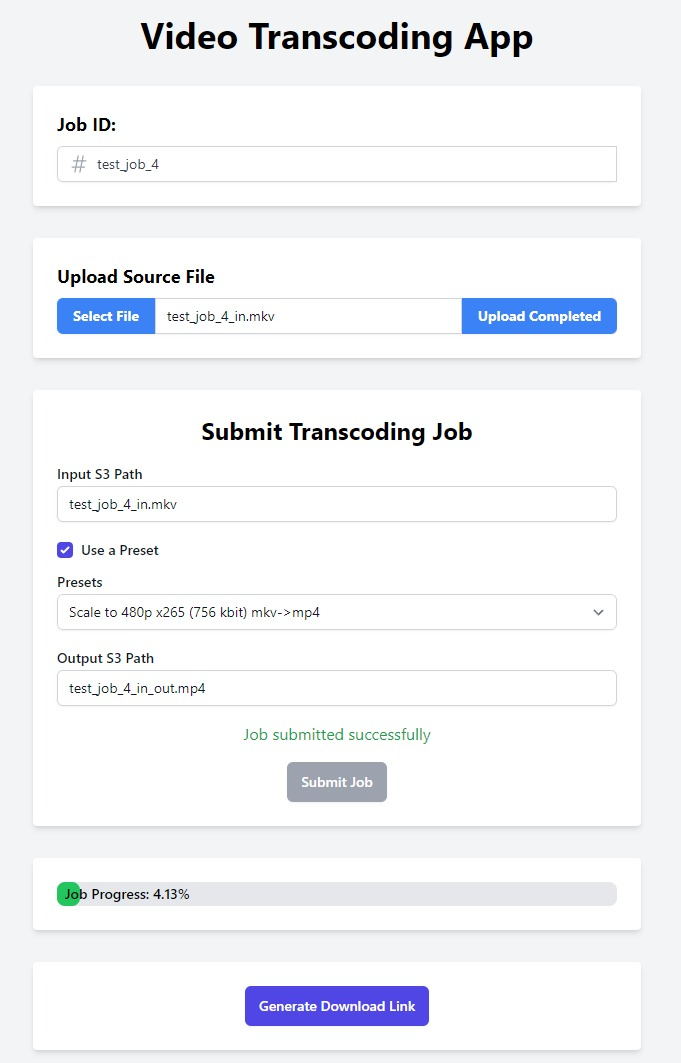 Video Transcoding App
Job ID:
# test_job_4
Upload Source File
Select File test_job_4_in.mkv Upload Completed
Submit Transcoding Job
Input S3 Path
test_job_4_in.mkv
Use a Preset
Presets
Scale to 480p x265 (756 kbit) mkv->mp4
Output S3 Path
test_job_4_in_out.mp4
Job submitted successfully
Submit Job
Job Progress: 4.13%
Generate Download Link